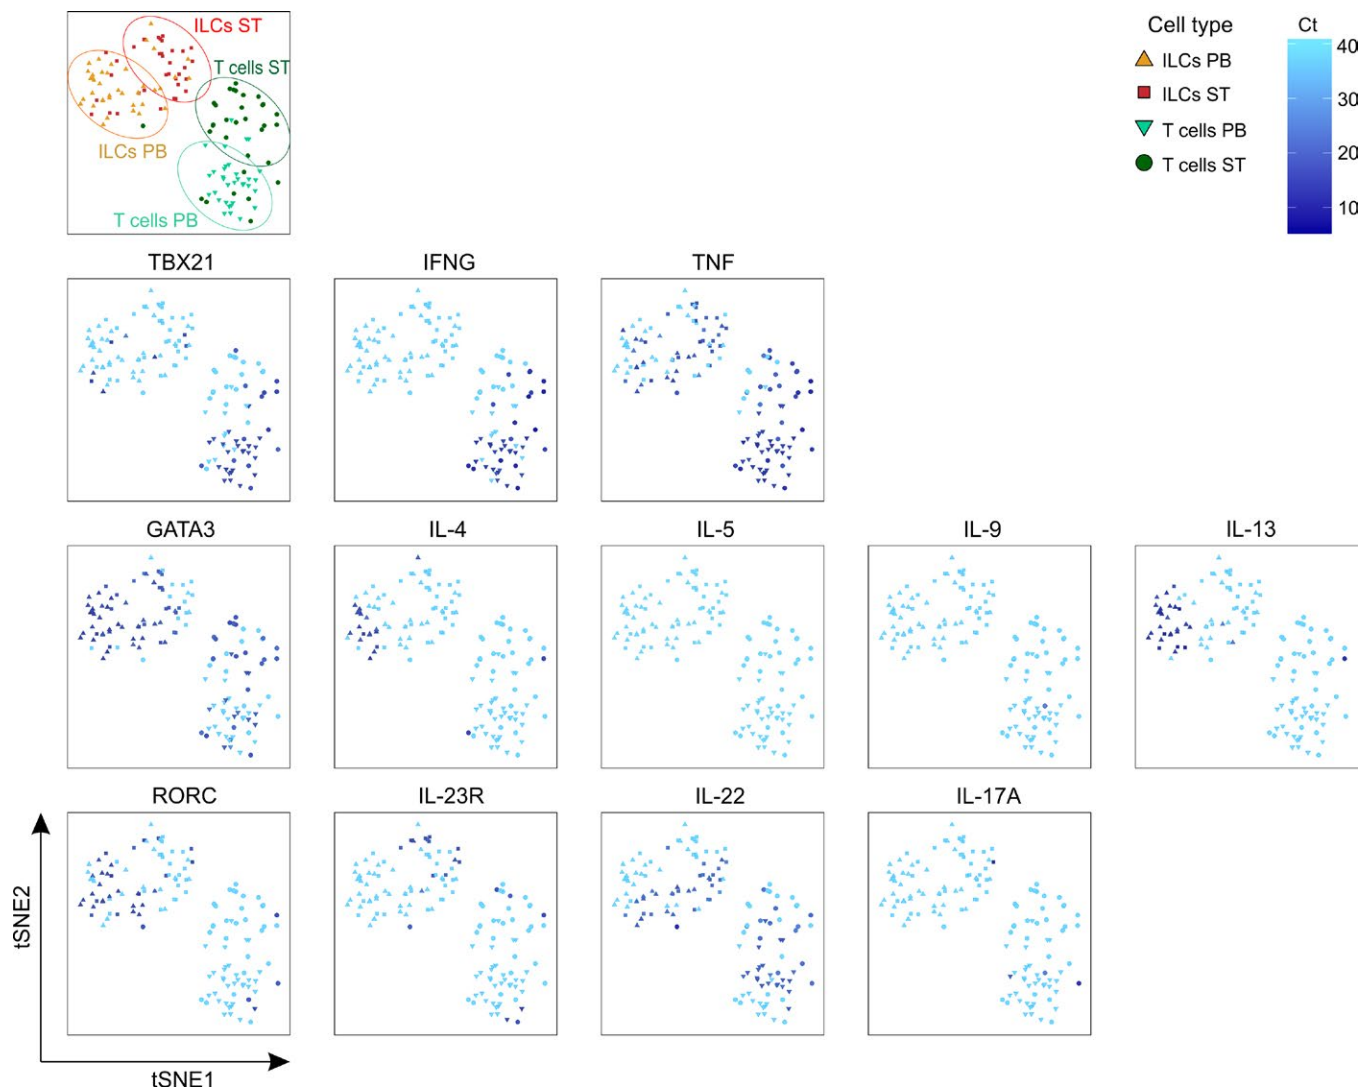 ILCs ST
T cells ST
ILCs PB
T cells PB
Cell type
ILCs PB
ILCs ST
T cells PB
T cells ST
Ct
40
30
20
10
TBX21
IFNG
TNF
GATA3
IL-4
IL-5
IL-9
IL-13
RORC
IL-23R
IL-22
IL-17A
tSNE2
tSNE1